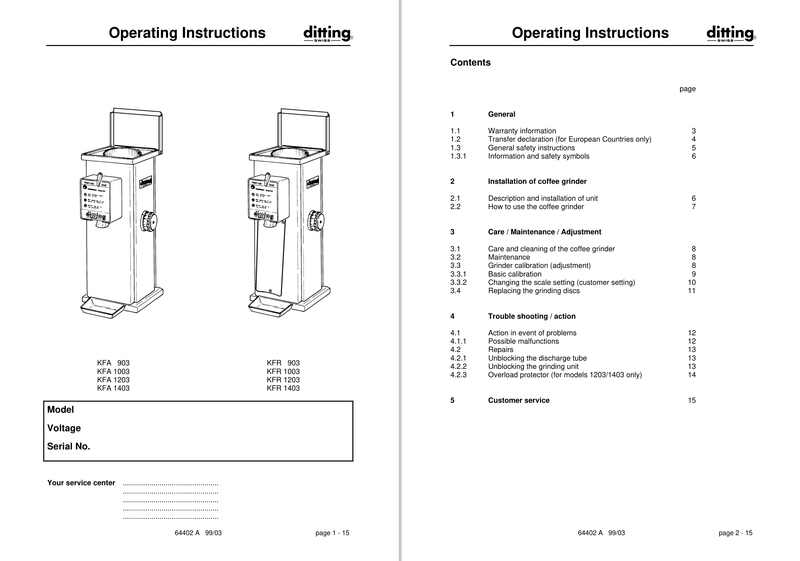 Operating Instructions
ditting
SWISS
KFA 903
KFA 1003
KFA 1203
KFA 1403
KFR 903
KFR 1003
KFR 1203
KFR 1403
Model
Voltage
Serial No.
Your service center ..............................................
..............................................
..............................................
..............................................
..............................................
64402 A 99/03
page 1 - 15
Operating Instructions
ditting
SWISS
Contents
page
1 General
1.1 Warranty information 3
1.2 Transfer declaration (for European Countries only) 4
1.3 General safety instructions 5
1.3.1 Information and safety symbols 6
2 Installation of coffee grinder
2.1 Description and installation of unit 6
2.2 How to use the coffee grinder 7
3 Care / Maintenance / Adjustment
3.1 Care and cleaning of the coffee grinder 8
3.2 Maintenance 8
3.3 Grinder calibration (adjustment) 8
3.3.1 Basic calibration 9
3.3.2 Changing the scale setting (customer setting) 10
3.4 Replacing the grinding discs 11
4 Trouble shooting / action
4.1 Action in event of problems 12
4.1.1 Possible malfunctions 12
4.2 Repairs 13
4.2.1 Unblocking the discharge tube 13
4.2.2 Unblocking the grinding unit 13
4.2.3 Overload protector (for models 1203/1403 only) 14
5 Customer service 15
64402 A 99/03
page 2 - 15